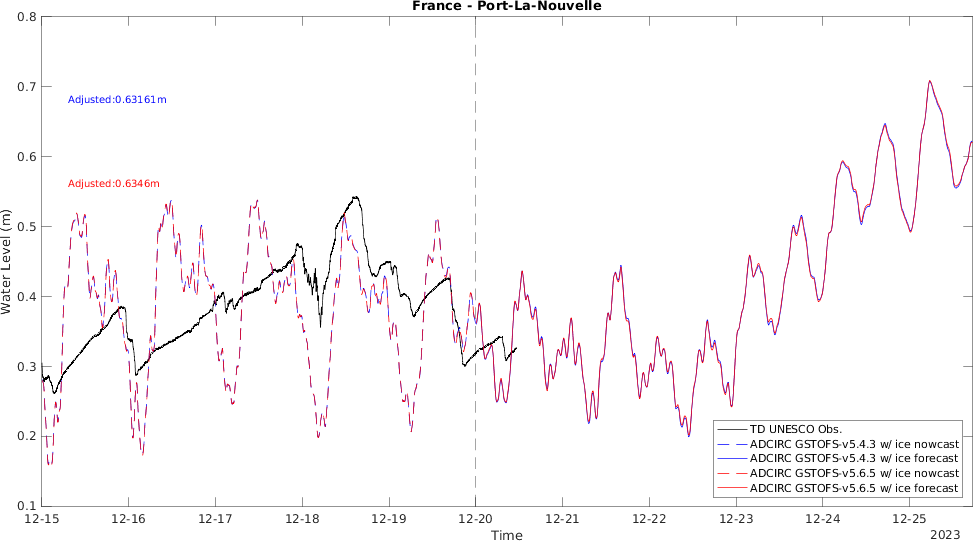 France - Port-La-Nouvelle
0.8
0.7
0.6
0.5
0.4
0.3
0.2
0.1
Water Level (m)
Adjusted:0.63161m
Adjusted:0.6346m
TD UNESCO Obs.
ADCIRC GSTOFS-v5.4.3 w/ ice nowcast
ADCIRC GSTOFS-v5.4.3 w/ ice forecast
ADCIRC GSTOFS-v5.6.5 w/ ice nowcast
ADCIRC GSTOFS-v5.6.5 w/ ice forecast
12-15 12-16 12-17 12-18 12-19 12-20 12-21 12-22 12-23 12-24 12-25
Time
2023